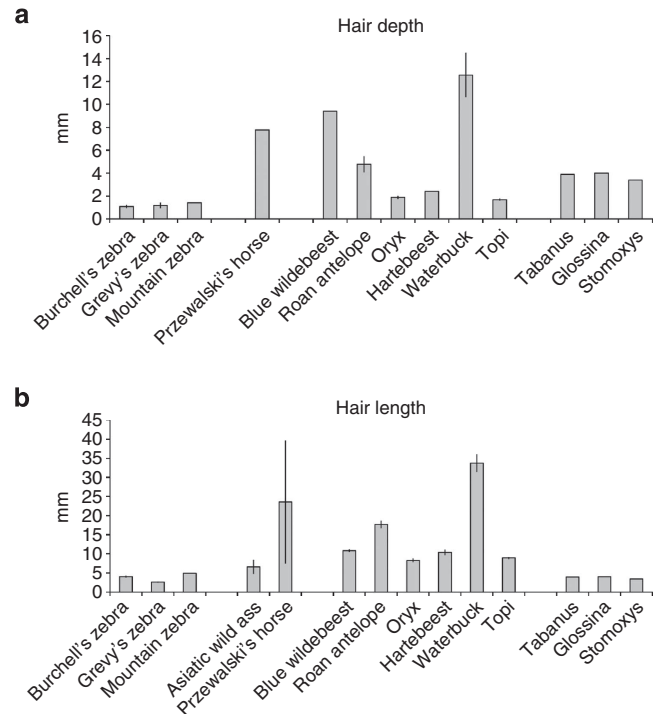 a
Hair depth
16
14
12
10
8
6
4
2
0
mm
Burchell's zebra
Grevy's zebra
Mountain zebra
Przewalski's horse
Blue wildebeest
Roan antelope
Oryx
Hartebeest
Waterbuck
Topi
Tabanus
Glossina
Stomoxys
b
Hair length
45
40
35
30
25
20
15
10
5
0
mm
Burchell's zebra
Grevy's zebra
Mountain zebra
Asiatic wild ass
Przewalski's horse
Blue wildebeest
Roan antelope
Oryx
Hartebeest
Waterbuck
Topi
Tabanus
Glossina
Stomoxys